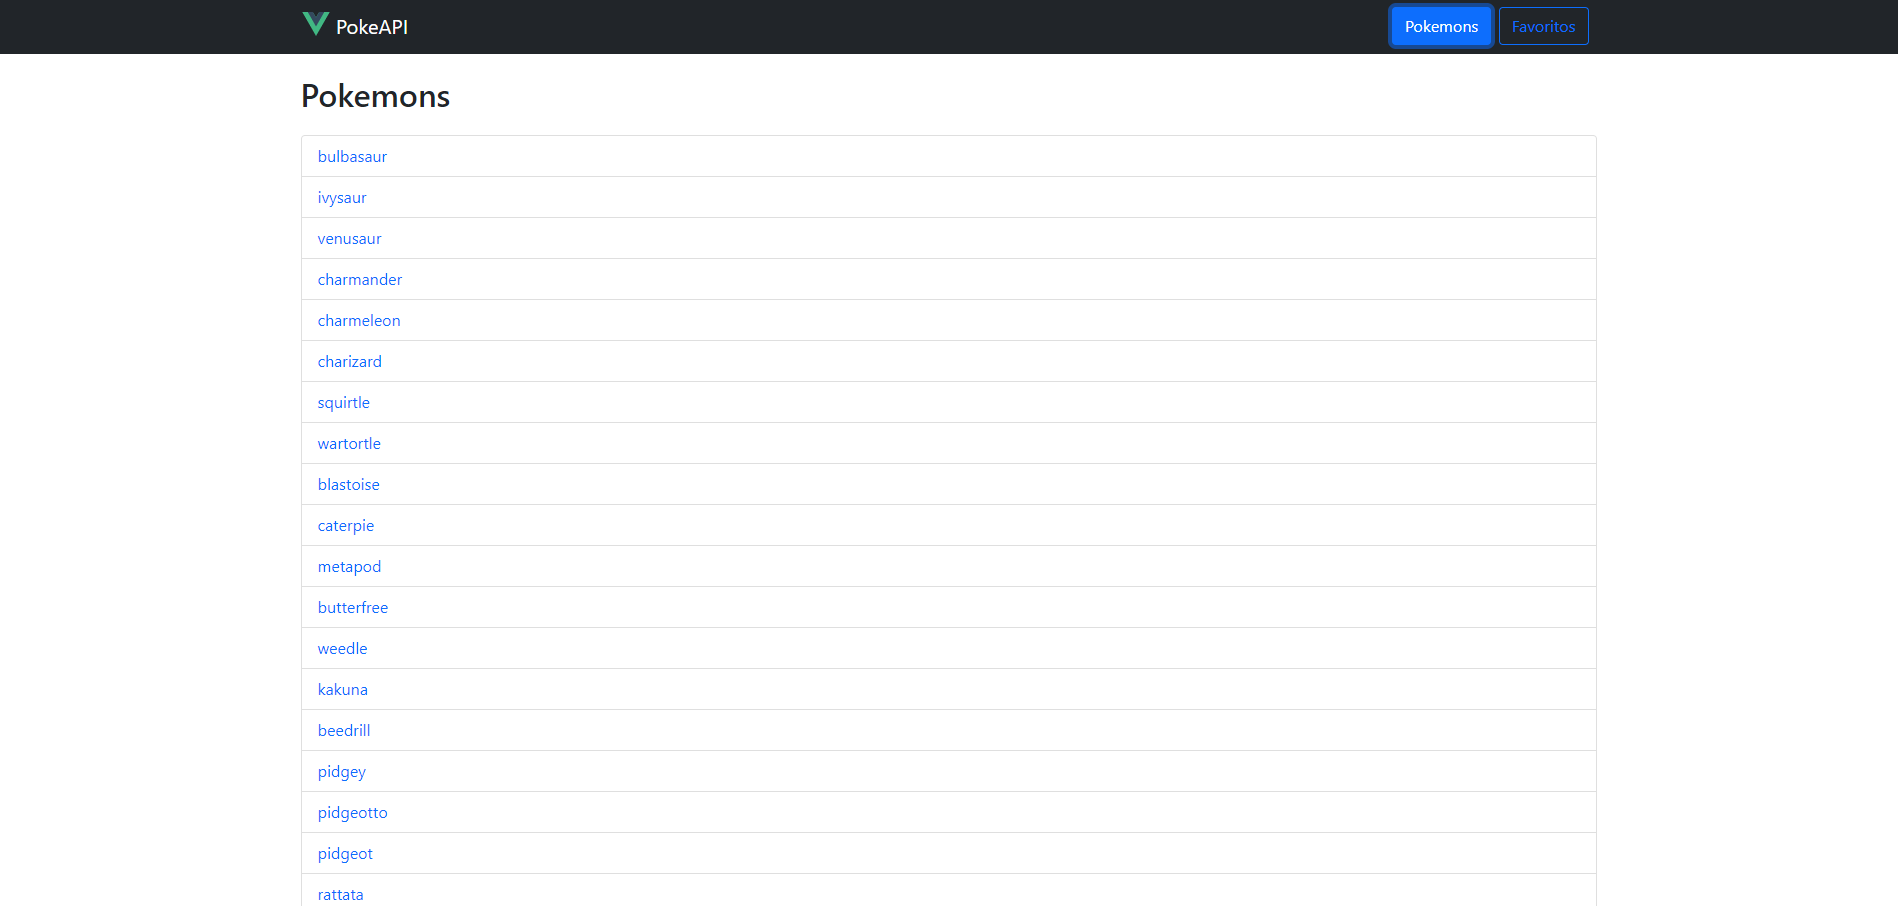 PokeAPI
Pokemons
Favoritos
Pokemons
bulbasaur
ivysaur
venusaur
charmander
charmeleon
charizard
squirtle
wartortle
blastoise
caterpie
metapod
butterfree
weedle
kakuna
beedrill
pidgey
pidgeotto
pidgeot
rattata